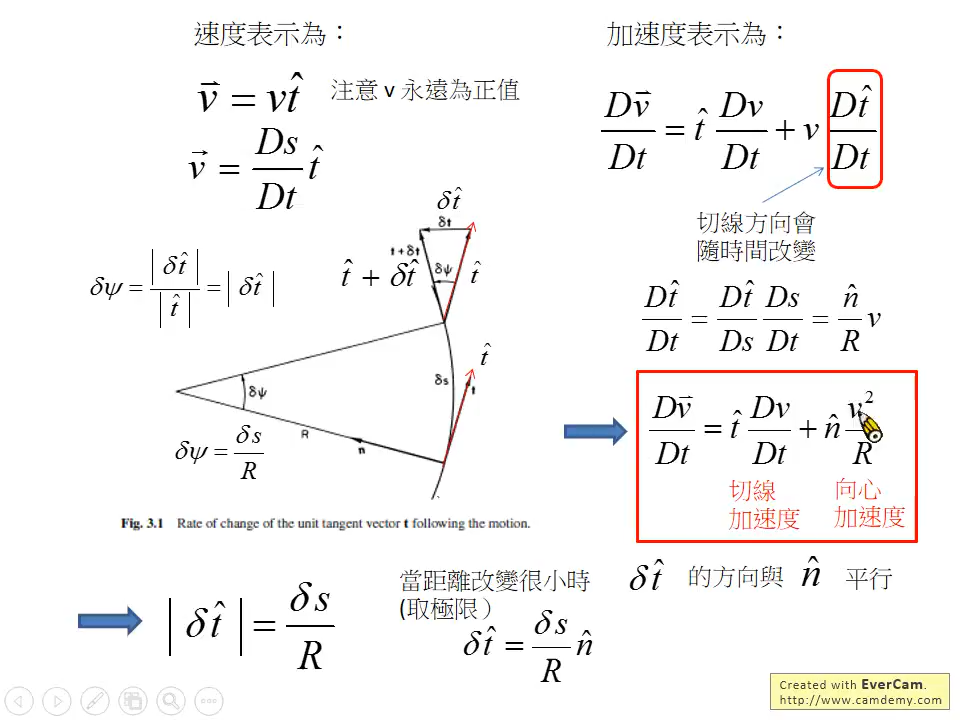 速度表示為：
v⃗ = v t̂
注意 v 永遠為正值
v⃗ = Ds/Dt t̂
加速度表示為：
Dv⃗/Dt = t̂ Dv/Dt + v Dt̂/Dt
切線方向會
隨時間改變
Dt̂/Dt = Dt̂/Ds Ds/Dt = n̂/R v
Dv⃗/Dt = t̂ Dv/Dt + n̂ v²/R
切線
加速度
向心
加速度
δt̂ 的方向與 n̂ 平行
δψ = |δt̂|/|t̂| = |δt̂|
δt̂
δt
t+δt
δψ
t̂ + δt̂
t̂
t̂
δs
t
δψ
R
n
δψ = δs/R
Fig. 3.1 Rate of change of the unit tangent vector t following the motion.
|δt̂| = δs/R
當距離改變很小時
(取極限）
δt̂ = δs/R n̂
Created with EverCam.
http://www.camdemy.com